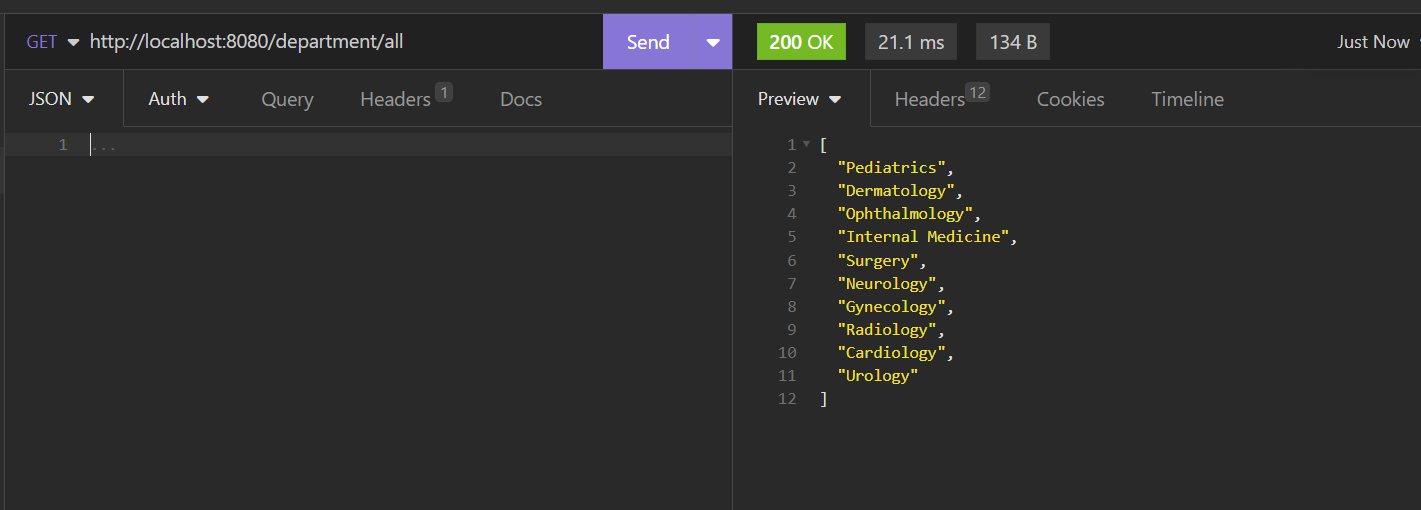 GET http://localhost:8080/department/all Send 200 OK 21.1 ms 134 B Just Now
JSON Auth Query Headers 1 Docs Preview Headers 12 Cookies Timeline
1 ...
1 [
2 "Pediatrics",
3 "Dermatology",
4 "Ophthalmology",
5 "Internal Medicine",
6 "Surgery",
7 "Neurology",
8 "Gynecology",
9 "Radiology",
10 "Cardiology",
11 "Urology"
12 ]